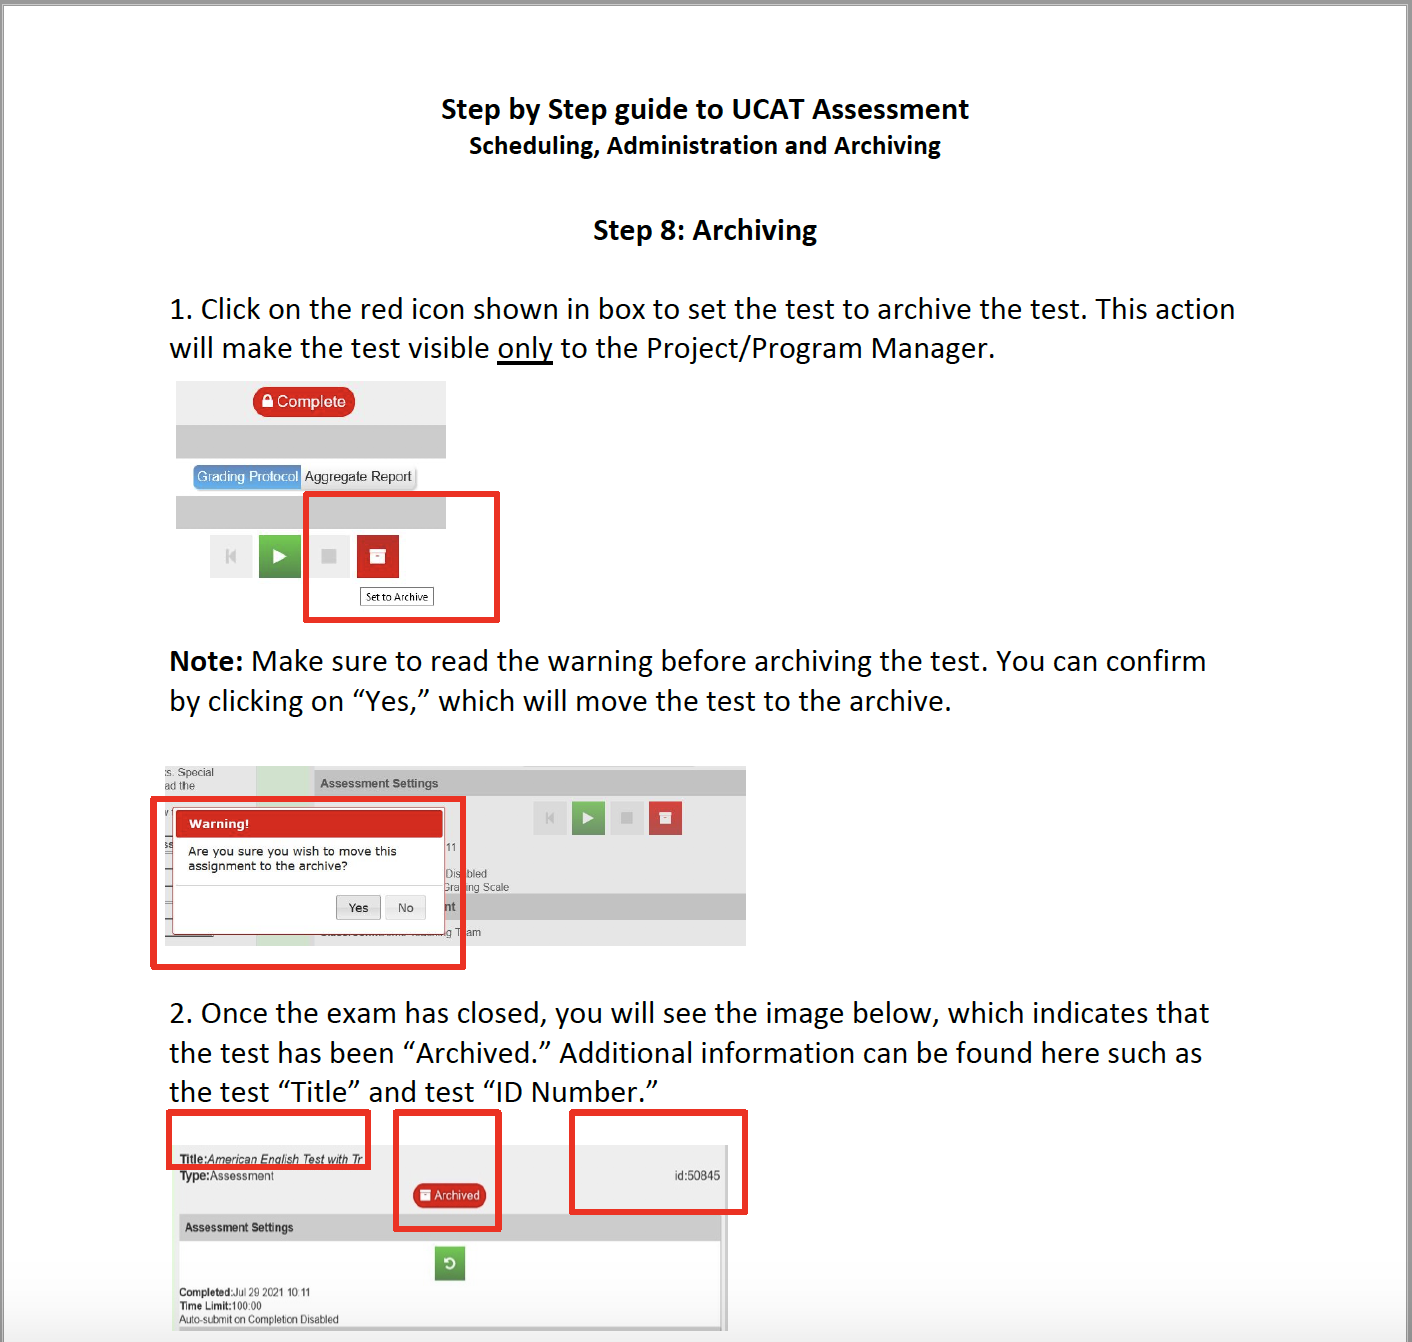 Step by Step guide to UCAT Assessment
Scheduling, Administration and Archiving
Step 8: Archiving
1. Click on the red icon shown in box to set the test to archive the test. This action
will make the test visible only to the Project/Program Manager.
Complete
Grading Protocol Aggregate Report
Set to Archive
Note: Make sure to read the warning before archiving the test. You can confirm
by clicking on “Yes,” which will move the test to the archive.
Special
the
Assessment Settings
Warning!
Are you sure you wish to move this
assignment to the archive?
11
Disabled
Grading Scale
Yes No
Team
2. Once the exam has closed, you will see the image below, which indicates that
the test has been “Archived.” Additional information can be found here such as
the test “Title” and test “ID Number.”
Title:American English Test with Tr
Type:Assessment
id:50845
Archived
Assessment Settings
Completed:Jul 29 2021 10:11
Time Limit:100:00
Auto-submit on Completion Disabled